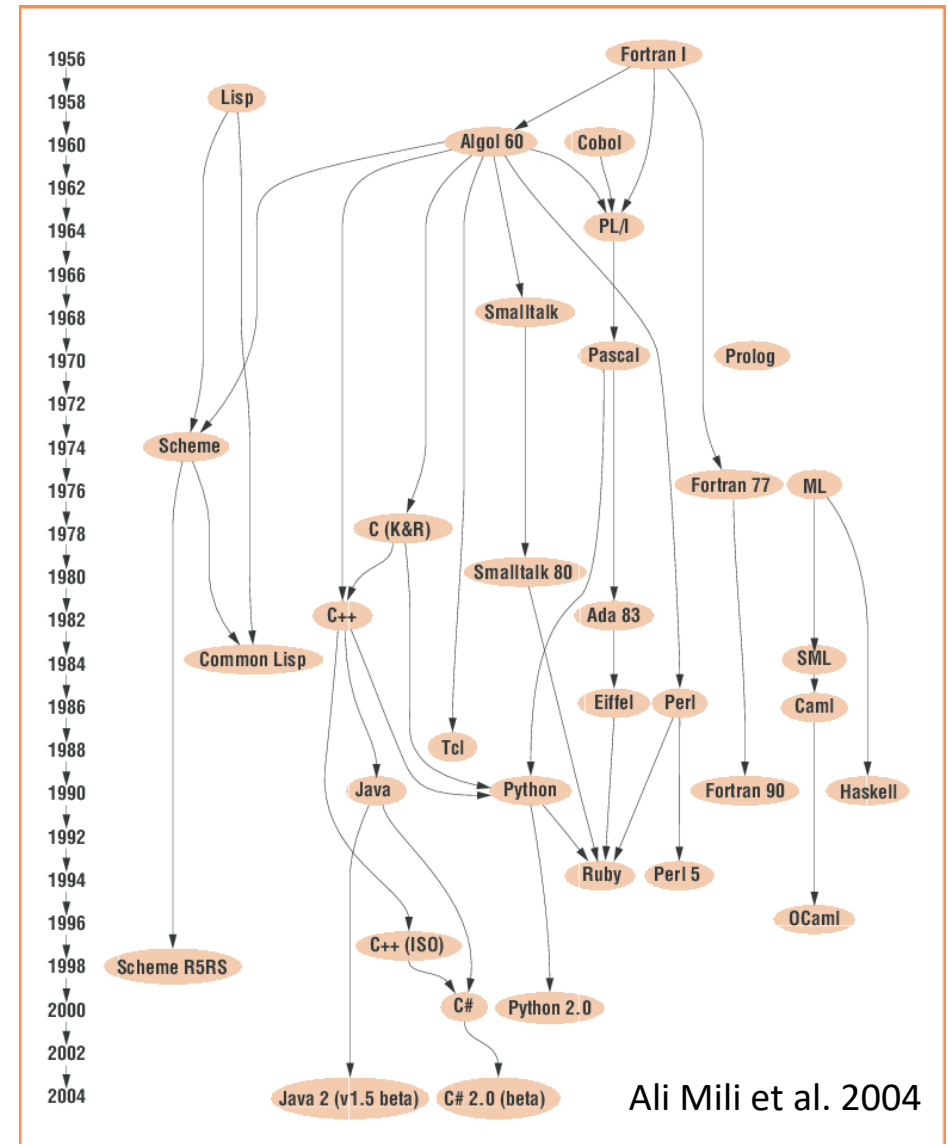 1956
Fortran I
1958
Lisp
1960
Algol 60
Cobol
1962
1964
PL/I
1966
1968
Smalltalk
1970
Pascal
Prolog
1972
1974
Scheme
1976
Fortran 77
ML
1978
C (K&R)
1980
Smalltalk 80
1982
C++
Ada 83
1984
Common Lisp
SML
1986
Eiffel
Perl
Caml
1988
Tcl
1990
Java
Python
Fortran 90
Haskell
1992
1994
Ruby
Perl 5
1996
OCaml
C++ (ISO)
1998
Scheme R5RS
2000
C#
Python 2.0
2002
2004
Java 2 (v1.5 beta)
C# 2.0 (beta)
Ali Mili et al. 2004